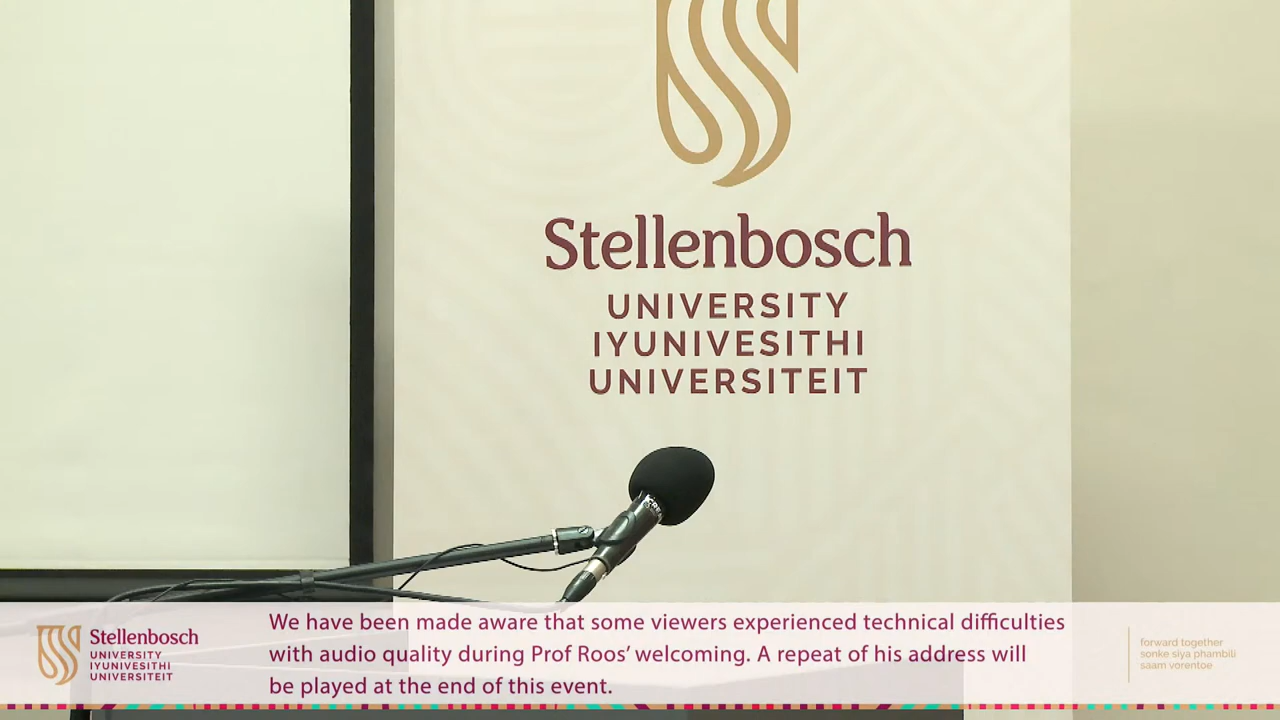 Stellenbosch
UNIVERSITY
IYUNIVESITHI
UNIVERSITEIT
Stellenbosch
UNIVERSITY
IYUNIVESITHI
UNIVERSITEIT
We have been made aware that some viewers experienced technical difficulties
with audio quality during Prof Roos' welcoming. A repeat of his address will
be played at the end of this event.
forward together
sonke siya phambili
saam vorentoe